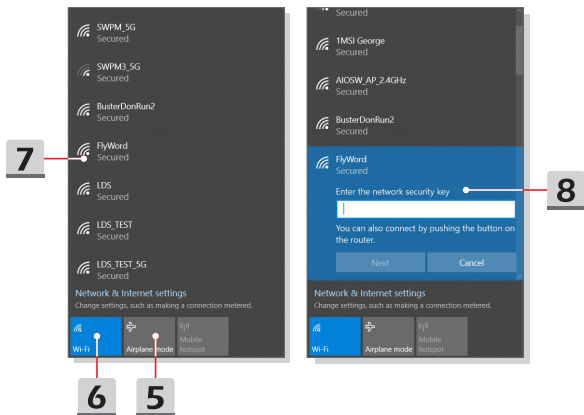 SWPM_5G
Secured
SWPM3_5G
Secured
BusterDonRun2
Secured
FlyWord
Secured
LDS
Secured
LDS_TEST
Secured
LDS_TEST_5G
Secured
Network & Internet settings
Change settings, such as making a connection metered.
Wi-Fi
Airplane mode
Mobile
hotspot
7
6
5
Secured
1MSI George
Secured
AIOSW_AP_2.4GHz
Secured
BusterDonRun2
Secured
FlyWord
Secured
Enter the network security key
You can also connect by pushing the button on
the router.
Next
Cancel
Network & Internet settings
Change settings, such as making a connection metered.
Wi-Fi
Airplane mode
Mobile
hotspot
8